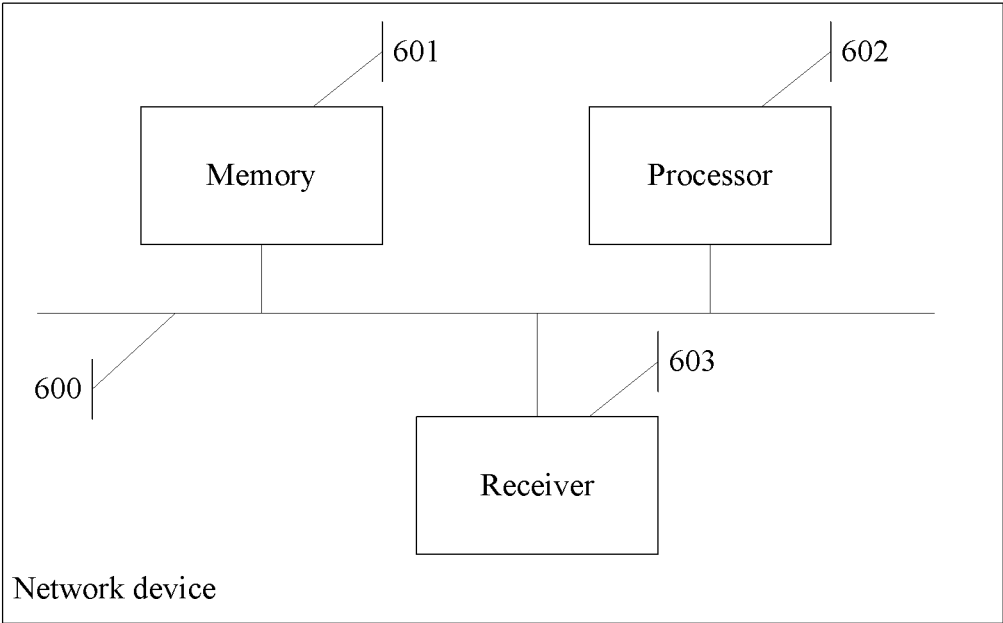 601
602
Memory
Processor
600
603
Receiver
Network device